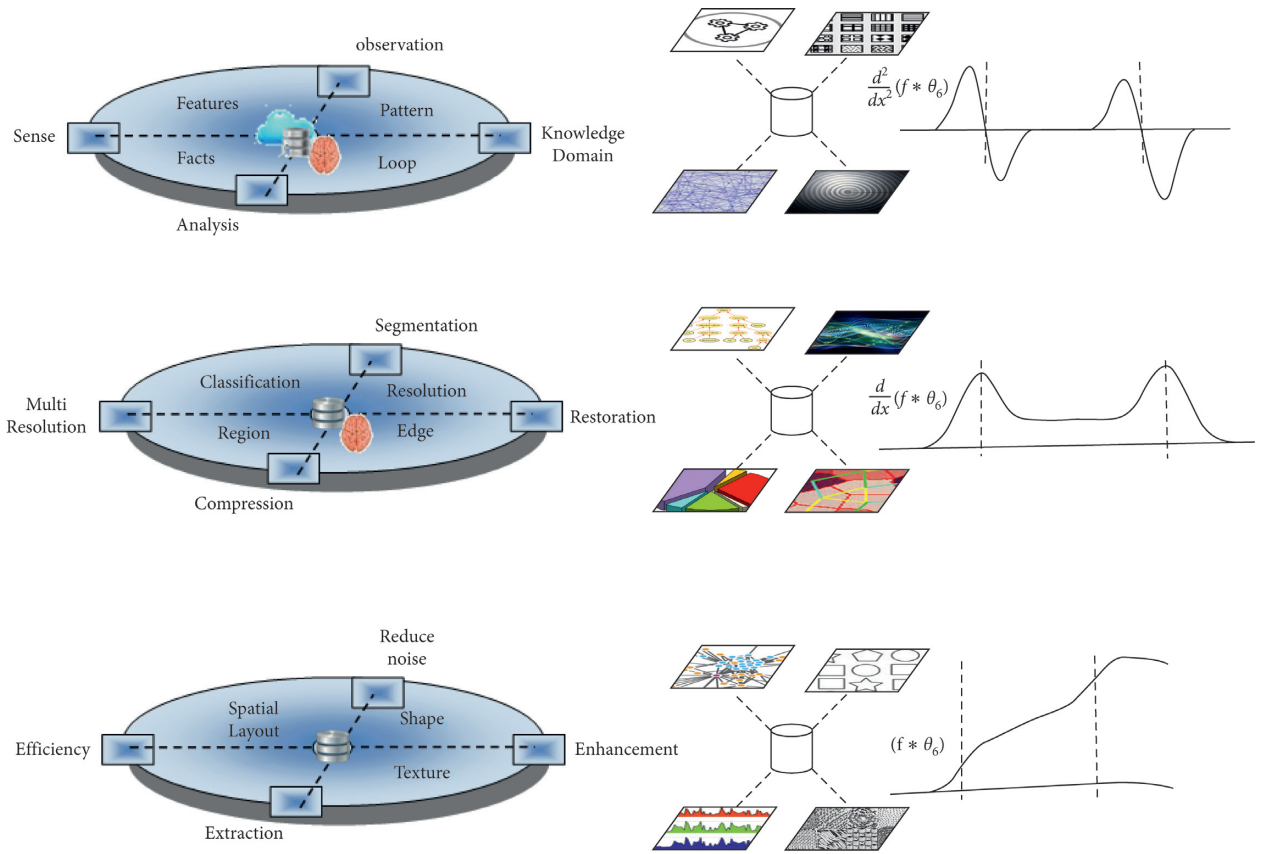 observation
Features
Pattern
Sense
Knowledge
Domain
Facts
Loop
Analysis
d²/dx² (f * θ₆)
Segmentation
Classification
Resolution
Multi
Resolution
Restoration
Region
Edge
Compression
d/dx (f * θ₆)
Reduce
noise
Spatial
Layout
Shape
Efficiency
Enhancement
Texture
Extraction
(f * θ₆)